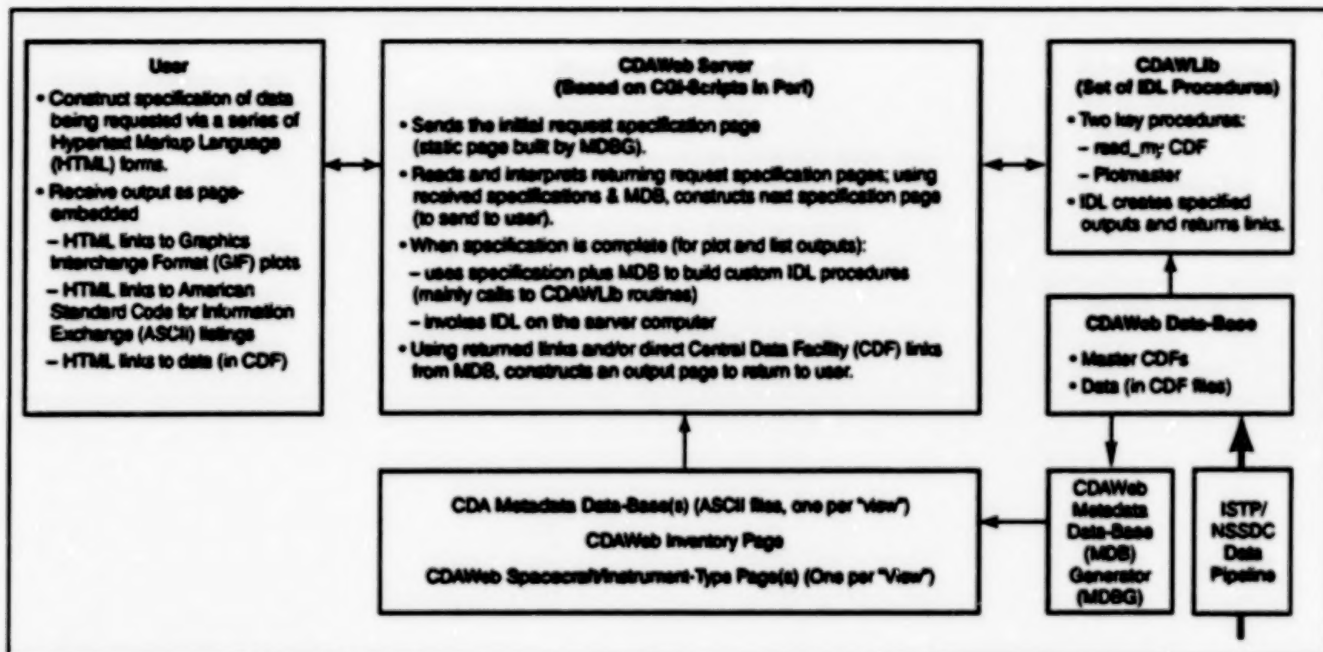 User
• Construct specification of data
being requested via a series of
Hypertext Markup Language
(HTML) forms.
• Receive output as page-
embedded
– HTML links to Graphics
Interchange Format (GIF) plots
– HTML links to American
Standard Code for Information
Exchange (ASCII) listings
– HTML links to data (in CDF)
CDAWeb Server
(Based on CGI-Scripts in Part)
• Sends the initial request specification page
(static page built by MDBG).
• Reads and interprets returning request specification pages; using
received specifications & MDB, constructs next specification page
(to send to user).
• When specification is complete (for plot and list outputs):
– uses specification plus MDB to build custom IDL procedures
(mainly calls to CDAWLib routines)
– invokes IDL on the server computer
• Using returned links and/or direct Central Data Facility (CDF) links
from MDB, constructs an output page to return to user.
CDAWLib
(Set of IDL Procedures)
• Two key procedures:
– read_my CDF
– Plotmaster
• IDL creates specified
outputs and returns links.
CDAWeb Data-Base
• Master CDFs
• Data (in CDF files)
CDA Metadata Data-Base(s) (ASCII files, one per "view")
CDAWeb Inventory Page
CDAWeb Spacecraft/Instrument-Type Page(s) (One per "View")
CDAWeb
Metadata
Data-Base
(MDB)
Generator
(MDBG)
ISTP/
NSSDC
Data
Pipeline